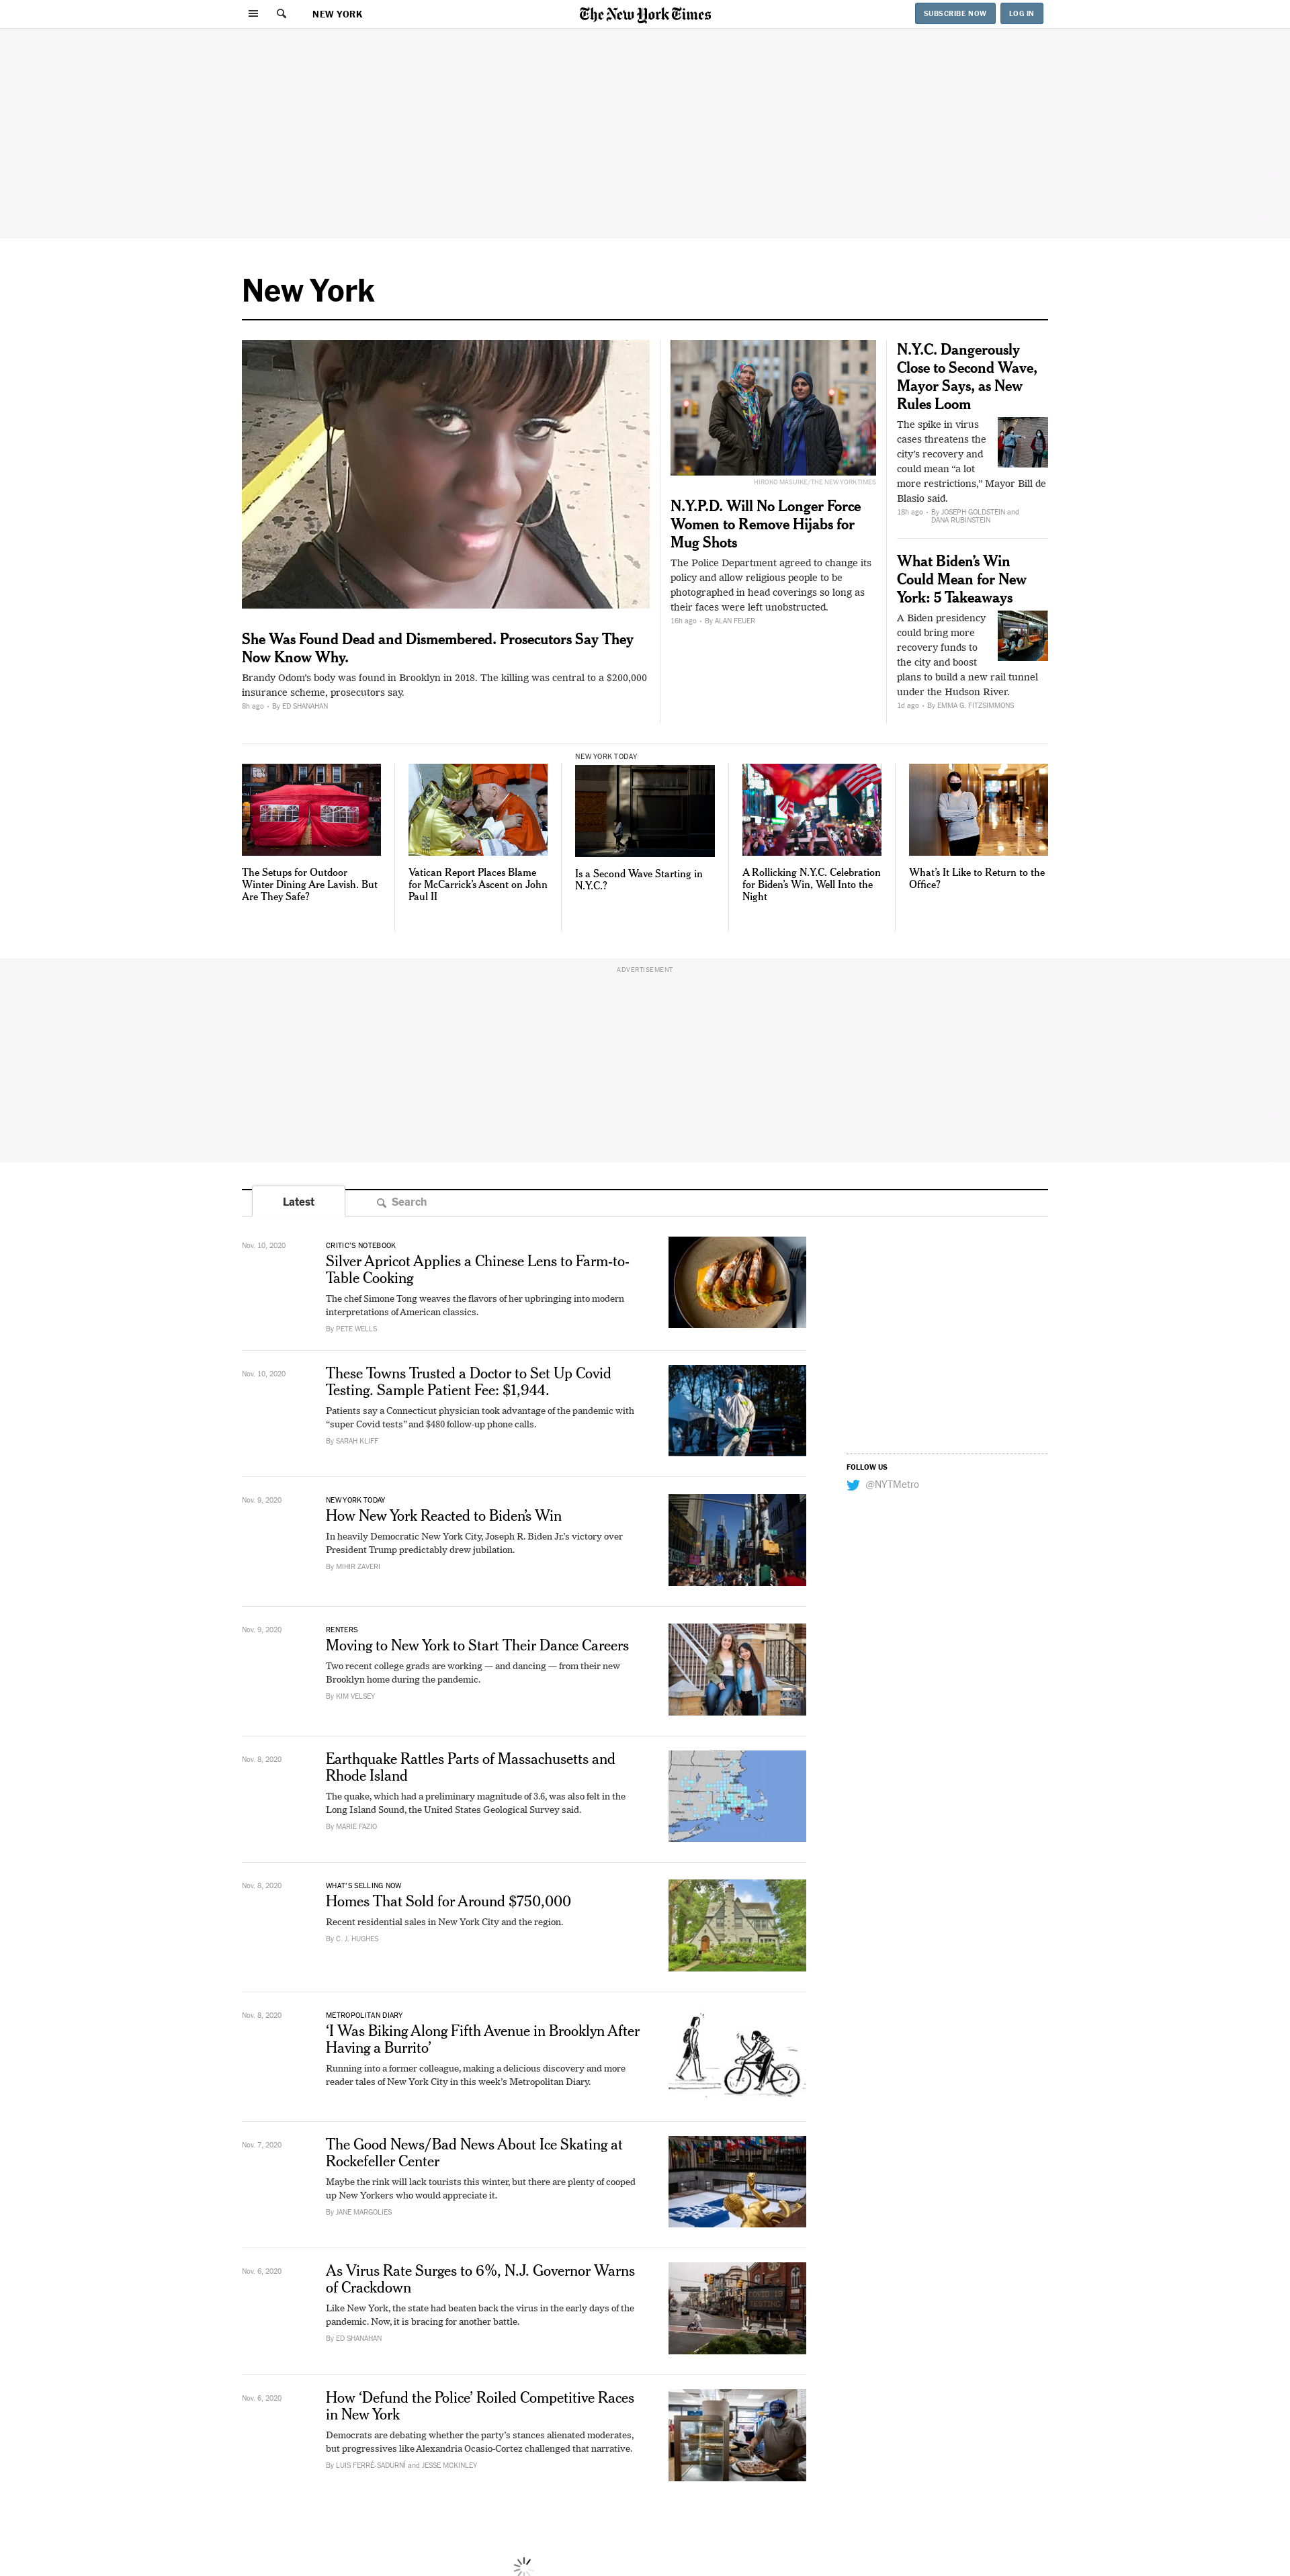 NEW YORK
The New York Times
SUBSCRIBE NOW
LOG IN
New York
She Was Found Dead and Dismembered. Prosecutors Say They
Now Know Why.
Brandy Odom's body was found in Brooklyn in 2018. The killing was central to a $200,000
insurance scheme, prosecutors say.
8h ago • By ED SHANAHAN
HIROKO MASUIKE/THE NEW YORK TIMES
N.Y.P.D. Will No Longer Force
Women to Remove Hijabs for
Mug Shots
The Police Department agreed to change its
policy and allow religious people to be
photographed in head coverings so long as
their faces were left unobstructed.
16h ago • By ALAN FEUER
N.Y.C. Dangerously
Close to Second Wave,
Mayor Says, as New
Rules Loom
The spike in virus
cases threatens the
city's recovery and
could mean “a lot
more restrictions,” Mayor Bill de
Blasio said.
18h ago • By JOSEPH GOLDSTEIN and
DANA RUBINSTEIN
What Biden's Win
Could Mean for New
York: 5 Takeaways
A Biden presidency
could bring more
recovery funds to
the city and boost
plans to build a new rail tunnel
under the Hudson River.
1d ago • By EMMA G. FITZSIMMONS
The Setups for Outdoor
Winter Dining Are Lavish. But
Are They Safe?
Vatican Report Places Blame
for McCarrick's Ascent on John
Paul II
NEW YORK TODAY
Is a Second Wave Starting in
N.Y.C.?
A Rollicking N.Y.C. Celebration
for Biden's Win, Well Into the
Night
What's It Like to Return to the
Office?
ADVERTISEMENT
Latest
Search
Nov. 10, 2020
CRITIC'S NOTEBOOK
Silver Apricot Applies a Chinese Lens to Farm-to-
Table Cooking
The chef Simone Tong weaves the flavors of her upbringing into modern
interpretations of American classics.
By PETE WELLS
Nov. 10, 2020
These Towns Trusted a Doctor to Set Up Covid
Testing. Sample Patient Fee: $1,944.
Patients say a Connecticut physician took advantage of the pandemic with
“super Covid tests” and $480 follow-up phone calls.
By SARAH KLIFF
FOLLOW US
@NYTMetro
Nov. 9, 2020
NEW YORK TODAY
How New York Reacted to Biden's Win
In heavily Democratic New York City, Joseph R. Biden Jr.'s victory over
President Trump predictably drew jubilation.
By MIHIR ZAVERI
Nov. 9, 2020
RENTERS
Moving to New York to Start Their Dance Careers
Two recent college grads are working — and dancing — from their new
Brooklyn home during the pandemic.
By KIM VELSEY
Nov. 8, 2020
Earthquake Rattles Parts of Massachusetts and
Rhode Island
The quake, which had a preliminary magnitude of 3.6, was also felt in the
Long Island Sound, the United States Geological Survey said.
By MARIE FAZIO
Nov. 8, 2020
WHAT'S SELLING NOW
Homes That Sold for Around $750,000
Recent residential sales in New York City and the region.
By C. J. HUGHES
Nov. 8, 2020
METROPOLITAN DIARY
‘I Was Biking Along Fifth Avenue in Brooklyn After
Having a Burrito’
Running into a former colleague, making a delicious discovery and more
reader tales of New York City in this week's Metropolitan Diary.
Nov. 7, 2020
The Good News/Bad News About Ice Skating at
Rockefeller Center
Maybe the rink will lack tourists this winter, but there are plenty of cooped
up New Yorkers who would appreciate it.
By JANE MARGOLIES
Nov. 6, 2020
As Virus Rate Surges to 6%, N.J. Governor Warns
of Crackdown
Like New York, the state had beaten back the virus in the early days of the
pandemic. Now, it is bracing for another battle.
By ED SHANAHAN
COVID 19
TESTING
Nov. 6, 2020
How ‘Defund the Police’ Roiled Competitive Races
in New York
Democrats are debating whether the party's stances alienated moderates,
but progressives like Alexandria Ocasio-Cortez challenged that narrative.
By LUIS FERRÉ-SADURNÍ and JESSE MCKINLEY